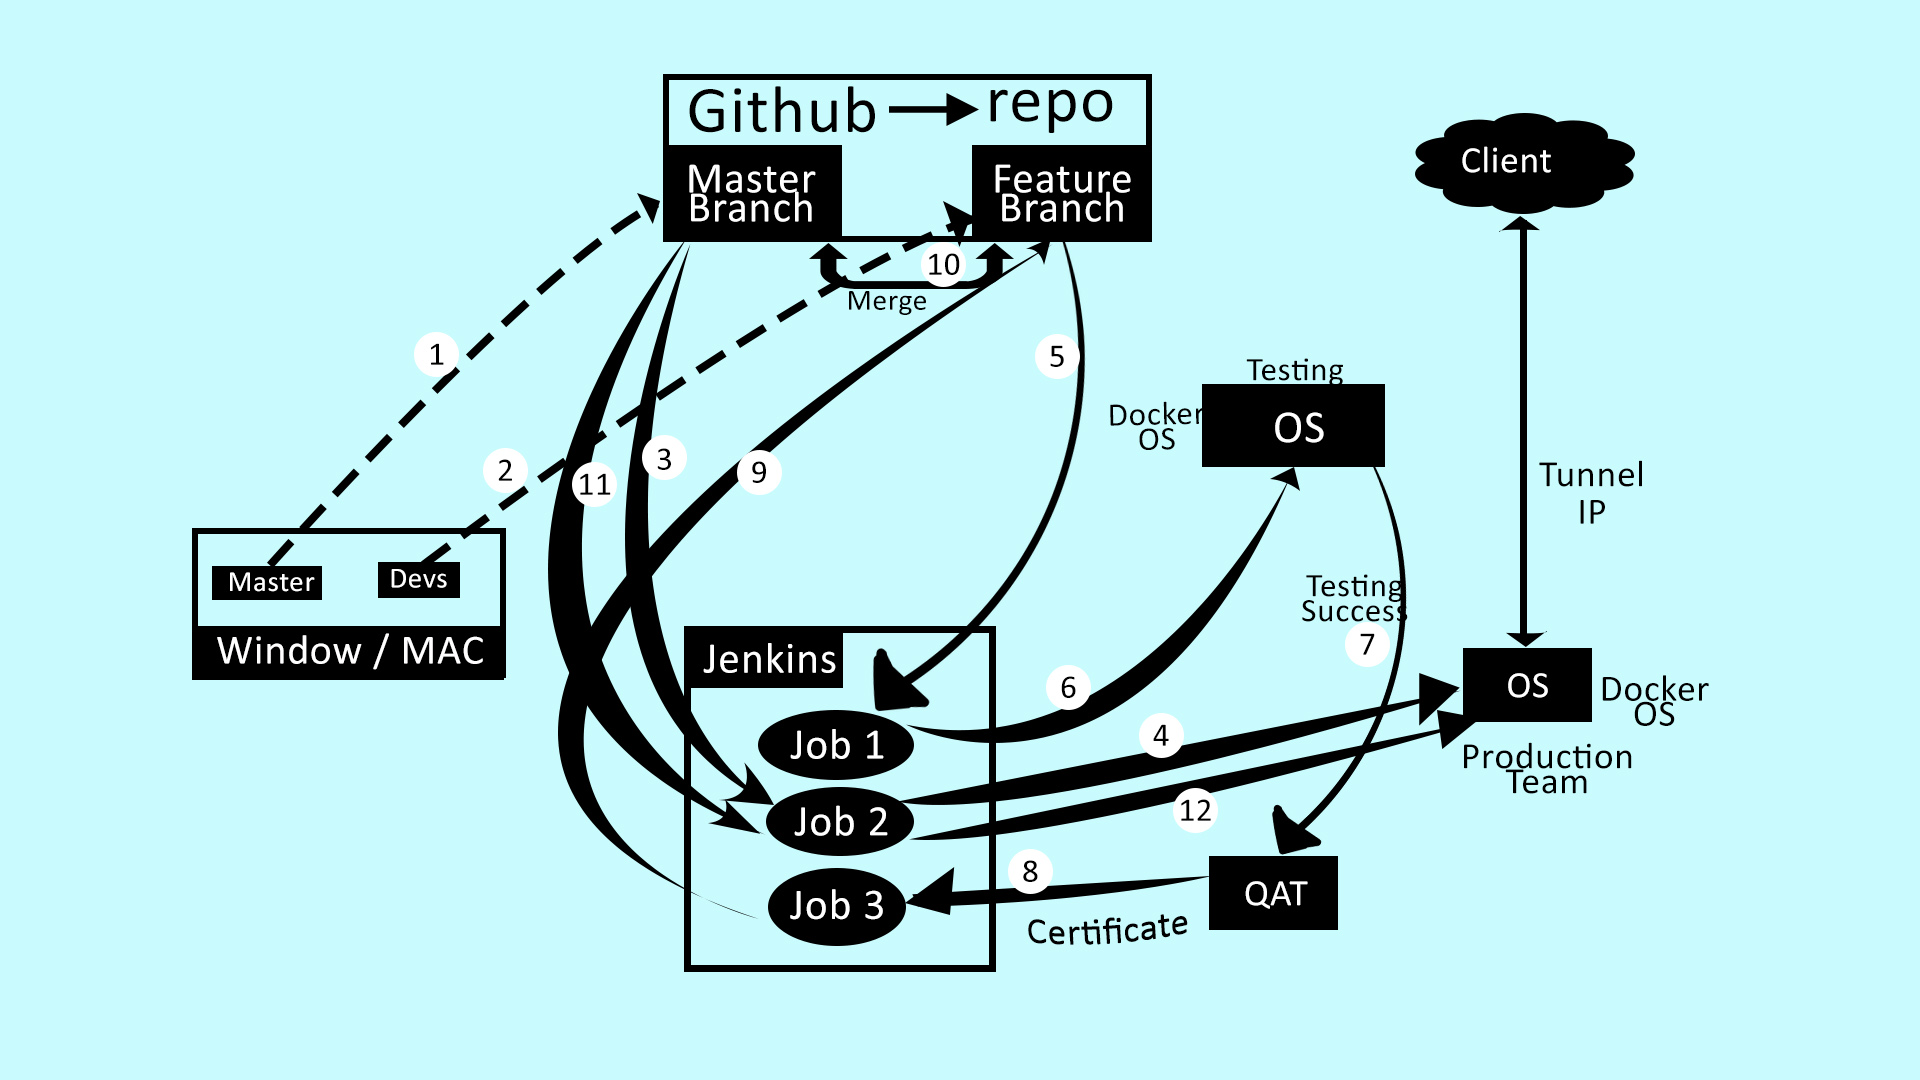 Github repo
Master
Branch
Feature
Branch
Client
10
Merge
1
5
Testing
Docker
OS
OS
2
11
3
9
Tunnel
IP
Master
Devs
Window / MAC
Testing
Success
7
Jenkins
6
4
OS
Docker
OS
Job 1
Production
Team
Job 2
12
8
Job 3
QAT
Certificate